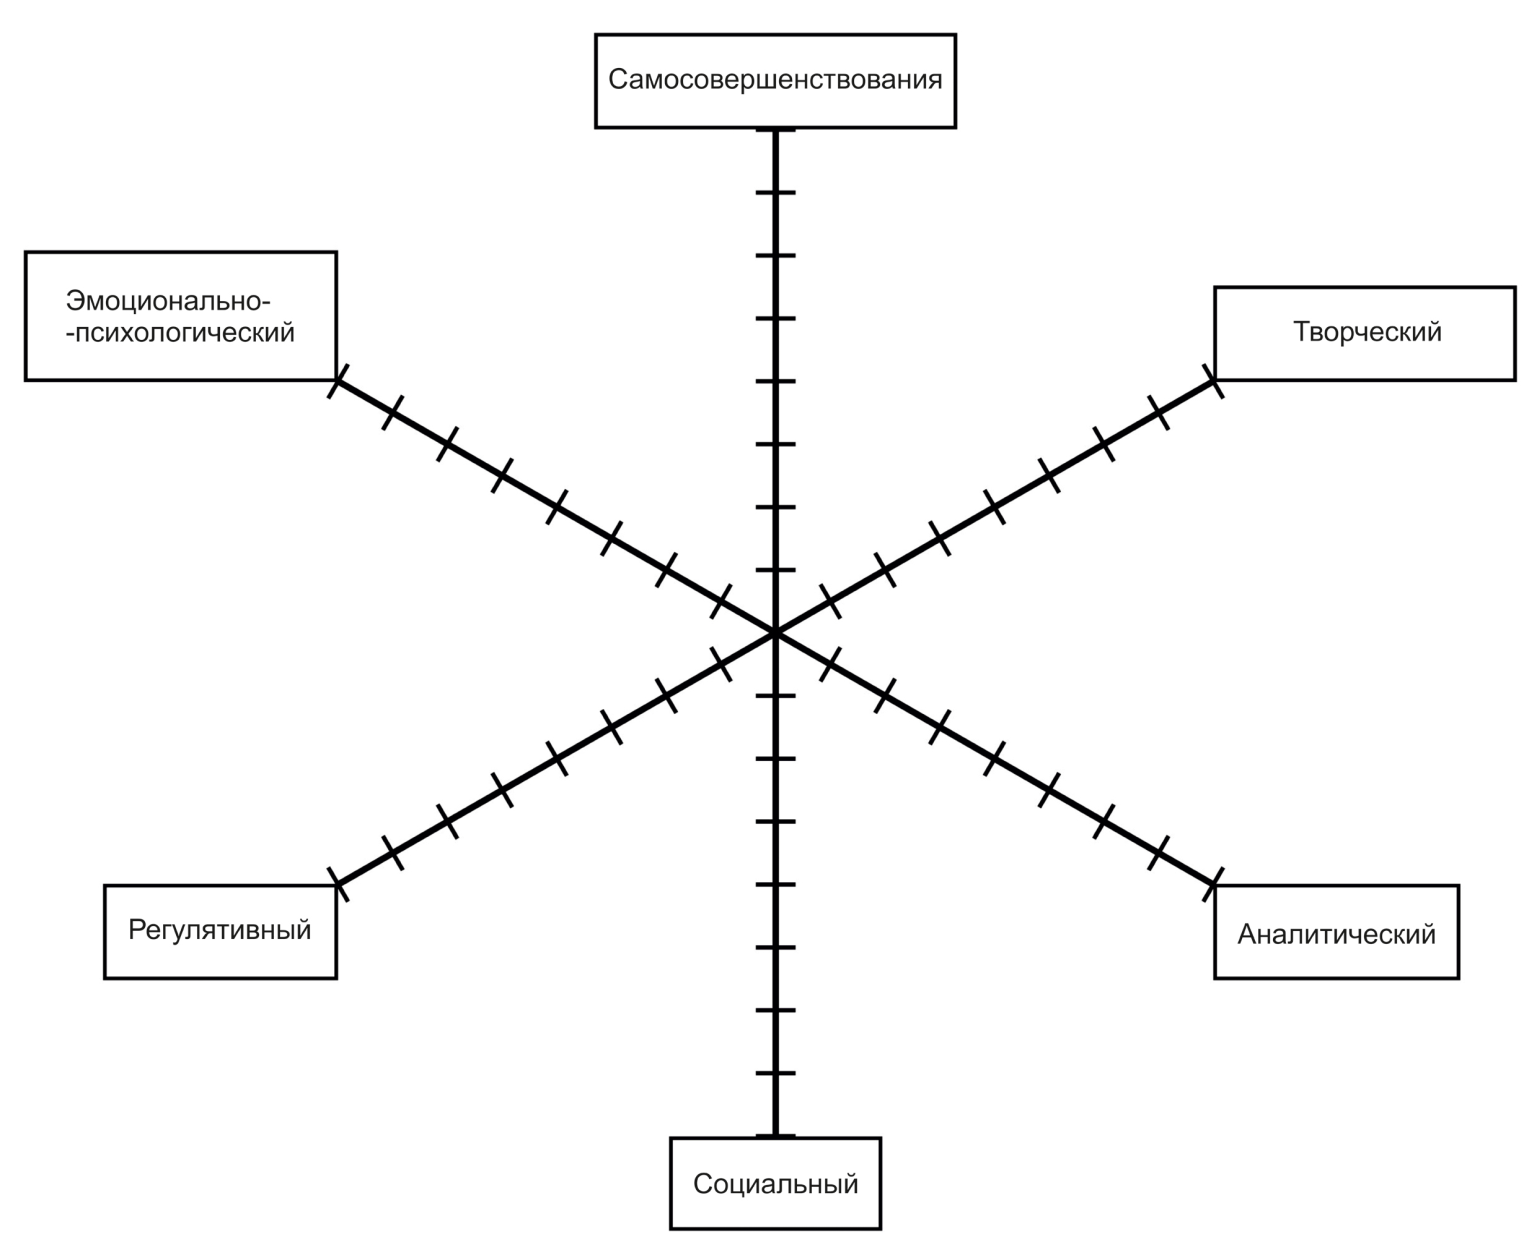 Самосовершенствования
Эмоционально-
-психологический
Творческий
Регулятивный
Аналитический
Социальный